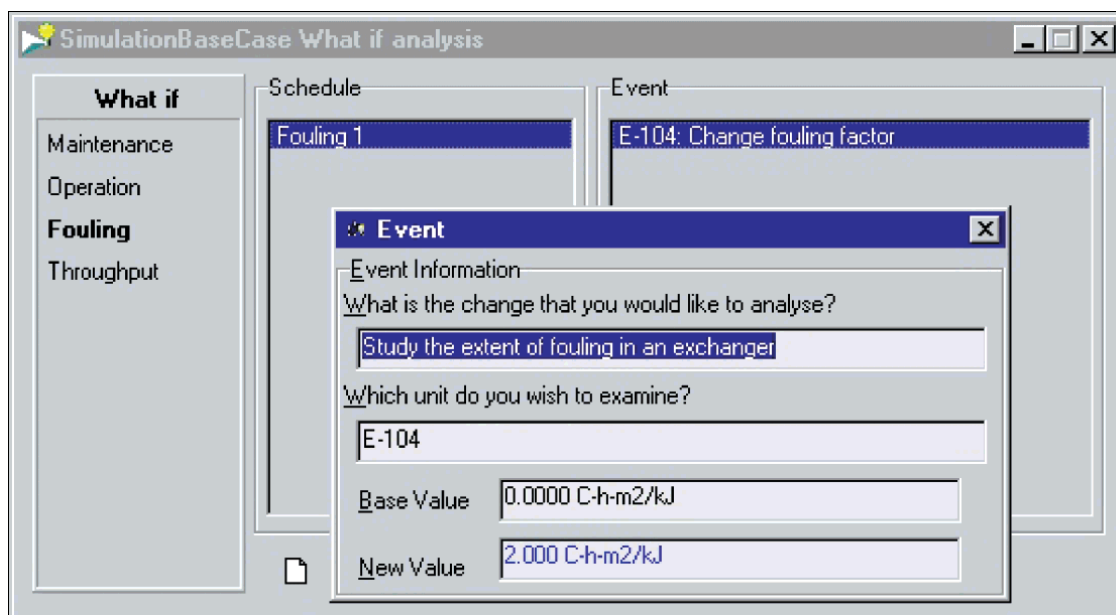 SimulationBaseCase What if analysis
What if
Maintenance
Operation
Fouling
Throughput
Schedule
Fouling 1
Event
E-104: Change fouling factor
Event
Event Information
What is the change that you would like to analyse?
Study the extent of fouling in an exchanger
Which unit do you wish to examine?
E-104
Base Value
0.0000 C-h-m2/kJ
New Value
2.000 C-h-m2/kJ